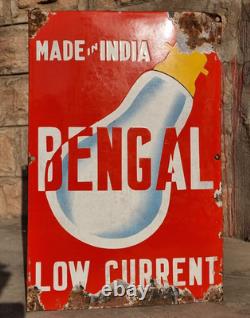 MADE IN INDIA
BENGAL
LOW CURRENT